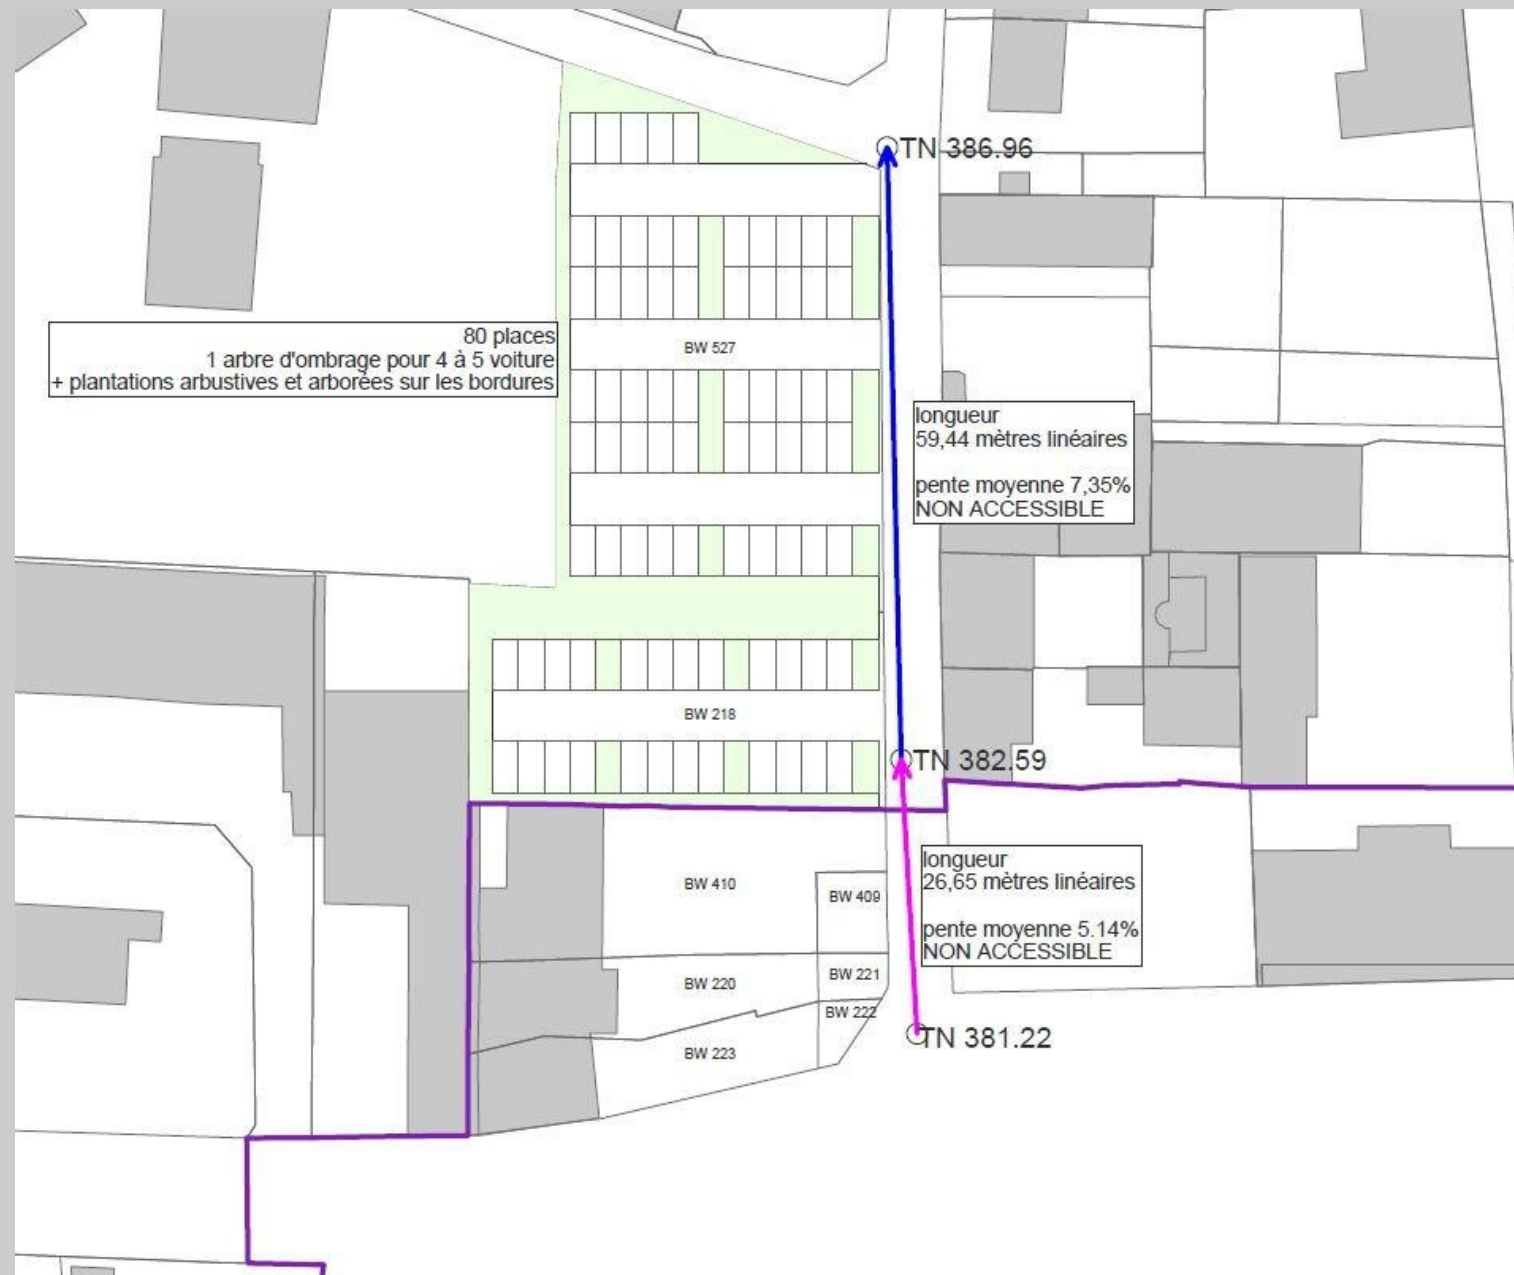 TN 386.96
80 places
1 arbre d'ombrage pour 4 à 5 voiture
+ plantations arbustives et arborées sur les bordures
BW 527
longueur
59,44 mètres linéaires
pente moyenne 7,35%
NON ACCESSIBLE
BW 218
TN 382.59
longueur
26,65 mètres linéaires
pente moyenne 5.14%
NON ACCESSIBLE
BW 410
BW 409
BW 220
BW 221
BW 222
BW 223
TN 381.22